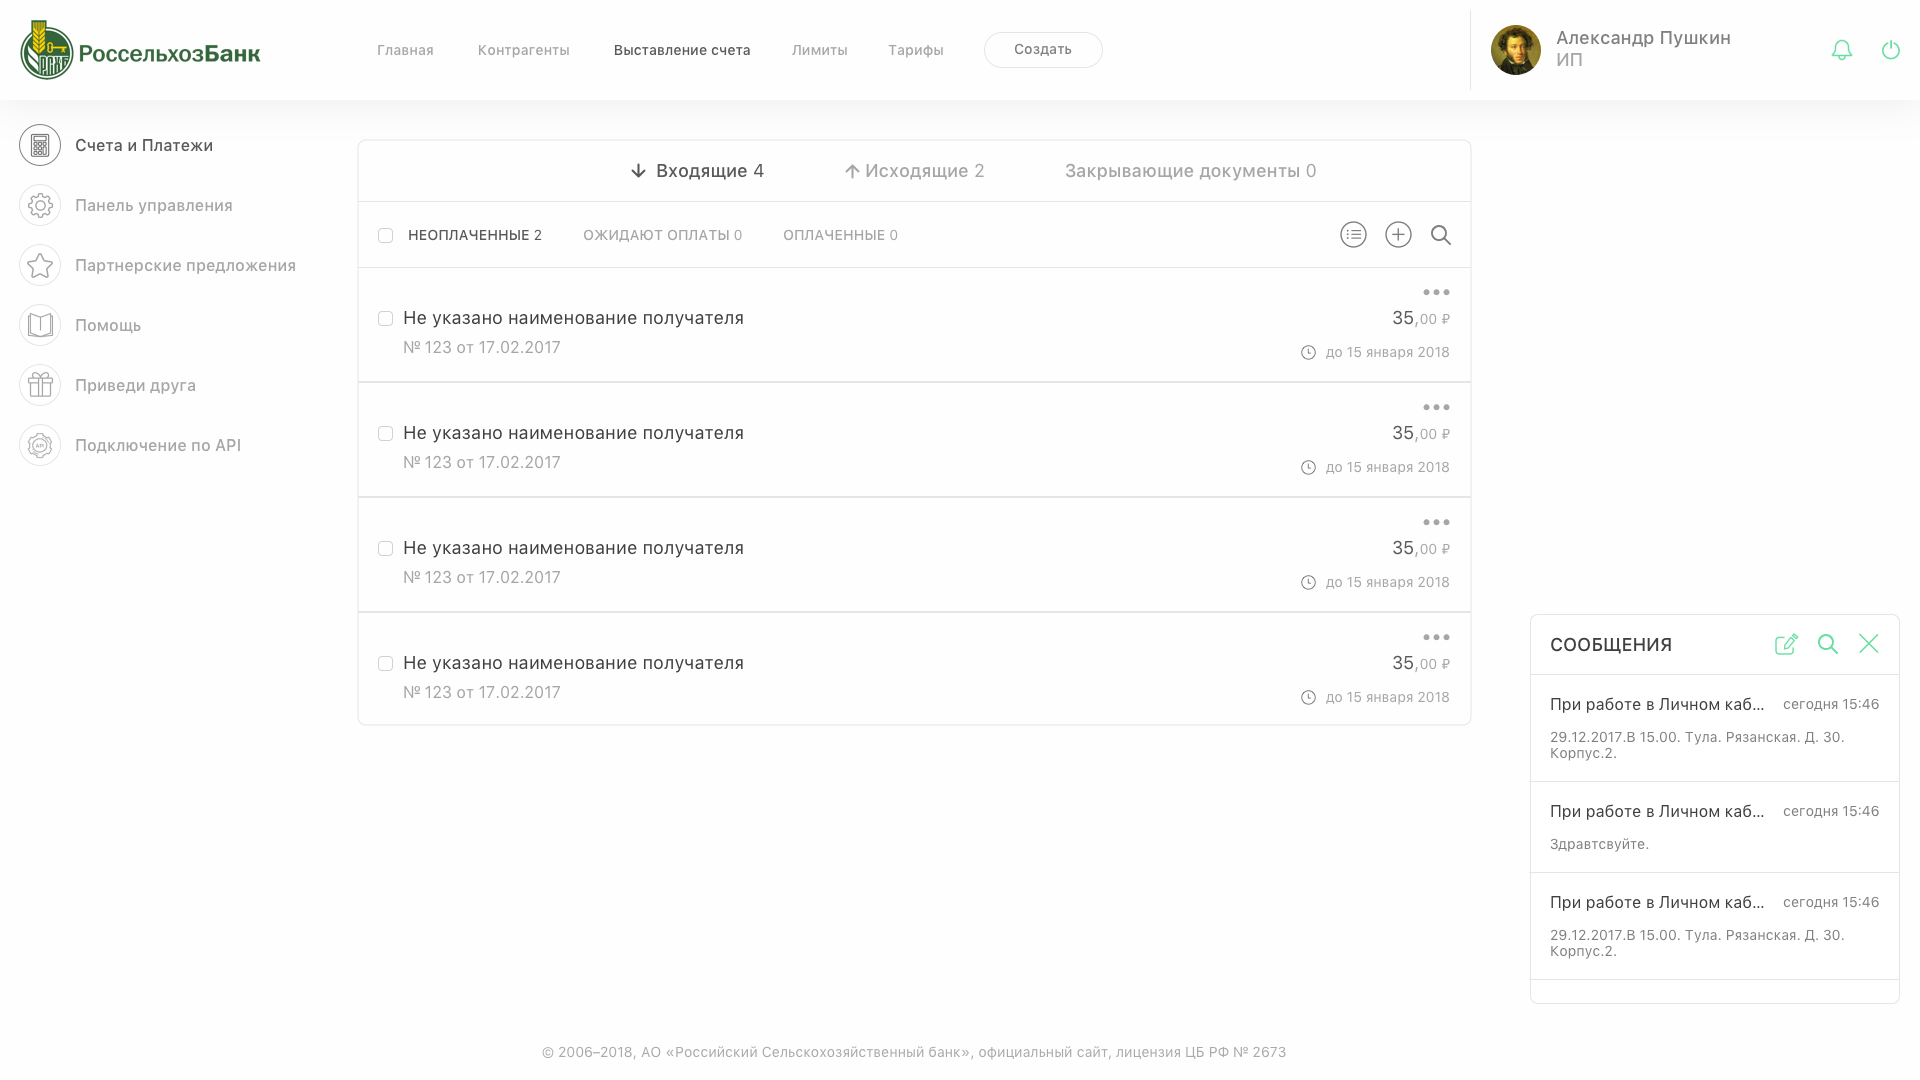 РоссельхозБанк
Главная
Контрагенты
Выставление счета
Лимиты
Тарифы
Создать
Александр Пушкин
ИП
Счета и Платежи
Панель управления
Партнерские предложения
Помощь
Приведи друга
API
Подключение по API
Входящие 4
Исходящие 2
Закрывающие документы 0
НЕОПЛАЧЕННЫЕ 2
ОЖИДАЮТ ОПЛАТЫ 0
ОПЛАЧЕННЫЕ 0
Не указано наименование получателя
35,00 ₽
№ 123 от 17.02.2017
до 15 января 2018
Не указано наименование получателя
35,00 ₽
№ 123 от 17.02.2017
до 15 января 2018
Не указано наименование получателя
35,00 ₽
№ 123 от 17.02.2017
до 15 января 2018
Не указано наименование получателя
35,00 ₽
№ 123 от 17.02.2017
до 15 января 2018
СООБЩЕНИЯ
При работе в Личном каб... сегодня 15:46
29.12.2017.В 15.00. Тула. Рязанская. Д. 30.
Корпус.2.
При работе в Личном каб... сегодня 15:46
Здравтсвуйте.
При работе в Личном каб... сегодня 15:46
29.12.2017.В 15.00. Тула. Рязанская. Д. 30.
Корпус.2.
© 2006–2018, АО «Российский Сельскохозяйственный банк», официальный сайт, лицензия ЦБ РФ № 2673